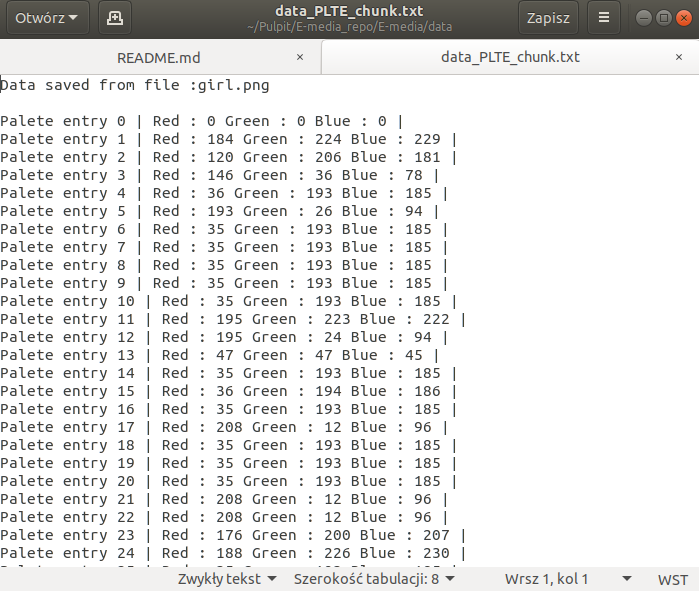 Otwórz
data_PLTE_chunk.txt
~/Pulpit/E-media_repo/E-media/data
Zapisz
README.md
data_PLTE_chunk.txt
Data saved from file :girl.png
Palete entry 0 | Red : 0 Green : 0 Blue : 0 |
Palete entry 1 | Red : 184 Green : 224 Blue : 229 |
Palete entry 2 | Red : 120 Green : 206 Blue : 181 |
Palete entry 3 | Red : 146 Green : 36 Blue : 78 |
Palete entry 4 | Red : 36 Green : 193 Blue : 185 |
Palete entry 5 | Red : 193 Green : 26 Blue : 94 |
Palete entry 6 | Red : 35 Green : 193 Blue : 185 |
Palete entry 7 | Red : 35 Green : 193 Blue : 185 |
Palete entry 8 | Red : 35 Green : 193 Blue : 185 |
Palete entry 9 | Red : 35 Green : 193 Blue : 185 |
Palete entry 10 | Red : 35 Green : 193 Blue : 185 |
Palete entry 11 | Red : 195 Green : 223 Blue : 222 |
Palete entry 12 | Red : 195 Green : 24 Blue : 94 |
Palete entry 13 | Red : 47 Green : 47 Blue : 45 |
Palete entry 14 | Red : 35 Green : 193 Blue : 185 |
Palete entry 15 | Red : 36 Green : 194 Blue : 186 |
Palete entry 16 | Red : 35 Green : 193 Blue : 185 |
Palete entry 17 | Red : 208 Green : 12 Blue : 96 |
Palete entry 18 | Red : 35 Green : 193 Blue : 185 |
Palete entry 19 | Red : 35 Green : 193 Blue : 185 |
Palete entry 20 | Red : 35 Green : 193 Blue : 185 |
Palete entry 21 | Red : 208 Green : 12 Blue : 96 |
Palete entry 22 | Red : 208 Green : 12 Blue : 96 |
Palete entry 23 | Red : 176 Green : 200 Blue : 207 |
Palete entry 24 | Red : 188 Green : 226 Blue : 230 |
Zwykły tekst
Szerokość tabulacji: 8
Wrsz 1, kol 1
WST